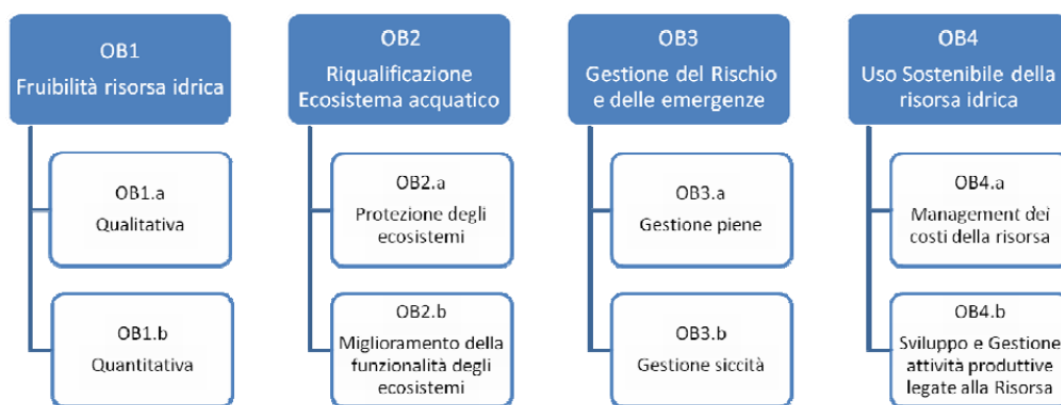 OB1
Fruibilità risorsa idrica
OB1.a
Qualitativa
OB1.b
Quantitativa
OB2
Riqualificazione
Ecosistema acquatico
OB2.a
Protezione degli
ecosistemi
OB2.b
Miglioramento della
funzionalità degli
ecosistemi
OB3
Gestione del Rischio
e delle emergenze
OB3.a
Gestione piene
OB3.b
Gestione siccità
OB4
Uso Sostenibile della
risorsa idrica
OB4.a
Management dei
costi della risorsa
OB4.b
Sviluppo e Gestione
attività produttive
legate alla Risorsa